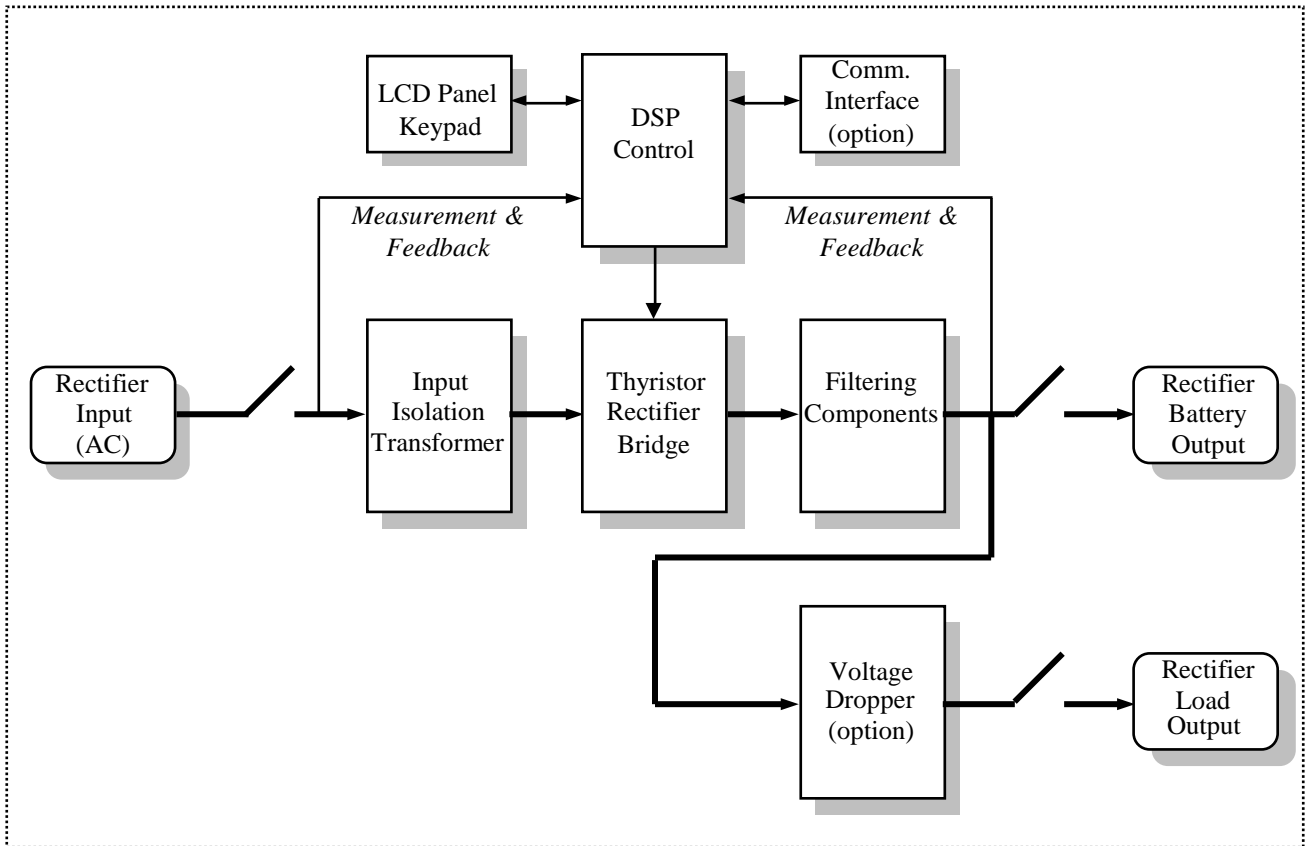 LCD Panel
Keypad
DSP
Control
Comm.
Interface
(option)
Measurement &
Feedback
Measurement &
Feedback
Rectifier
Input
(AC)
Input
Isolation
Transformer
Thyristor
Rectifier
Bridge
Filtering
Components
Rectifier
Battery
Output
Voltage
Dropper
(option)
Rectifier
Load
Output